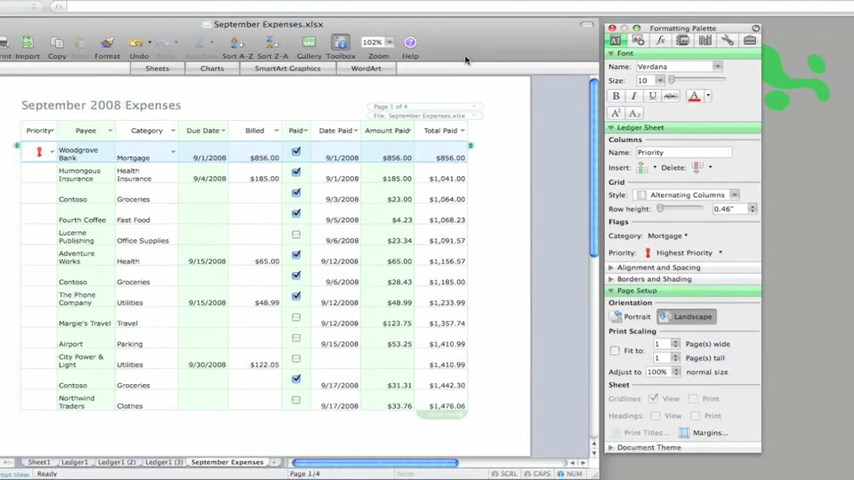 September Expenses.xlsx
Import Copy Undo Format Sort A-Z Sort Z-A Gallery Toolbox 102% Zoom Help
Sheets Charts SmartArt Graphics WordArt
September 2008 Expenses
Page 1 of 4
File: September Expenses.xlsx
Priority Payee Category Due Date Billed Paid Date Paid Amount Paid Total Paid
Woodgrove Bank Mortgage 9/1/2008 $856.00 9/1/2008 $856.00 $856.00
Humongous Insurance Health Insurance 9/4/2008 $185.00 9/1/2008 $185.00 $1,041.00
Contoso Groceries 9/3/2008 $23.00 $1,064.00
Fourth Coffee Fast Food 9/5/2008 $4.23 $1,068.23
Lucerne Publishing Office Supplies 9/6/2008 $23.34 $1,091.57
Adventure Works Health 9/15/2008 $65.00 9/12/2008 $65.00 $1,156.57
Contoso Groceries 9/6/2008 $28.43 $1,185.00
The Phone Company Utilities 9/15/2008 $48.99 9/12/2008 $48.99 $1,233.99
Margie's Travel Travel 9/12/2008 $123.75 $1,357.74
Airport Parking 9/15/2008 $53.25 $1,410.99
City Power & Light Utilities 9/30/2008 $122.05 $1,410.99
Contoso Groceries 9/17/2008 $31.31 $1,442.30
Northwind Traders Clothes 9/17/2008 $33.76 $1,476.06
Sheet1 Ledger1 Ledger1 (2) Ledger1 (3) September Expenses
Ready Page 1/4 SCRL CAPS NUM
Formatting Palette
Font
Name: Verdana
Size: 10
B I U ABC A
A² A₂
Ledger Sheet
Columns
Name: Priority
Insert: Delete:
Grid
Style: Alternating Columns
Row height: 0.46"
Flags
Category: Mortgage
Priority: Highest Priority
Alignment and Spacing
Borders and Shading
Page Setup
Orientation
Portrait Landscape
Print Scaling
Fit to: 1 Page(s) wide
1 Page(s) tall
Adjust to 100% normal size
Sheet
Gridlines: View Print
Headings: View Print
Print Titles... Margins...
Document Theme